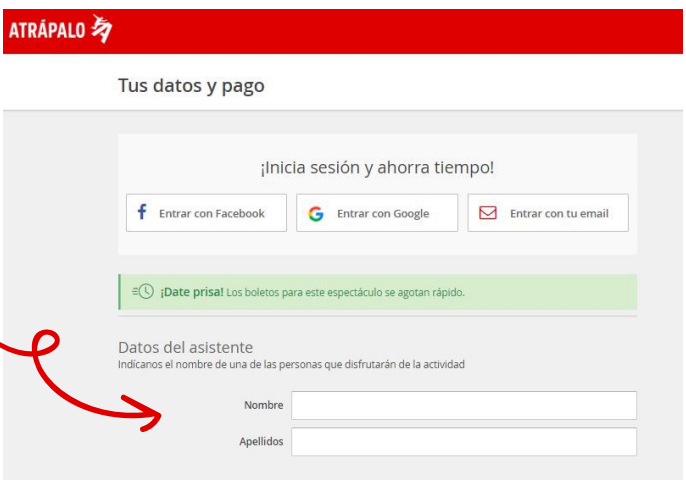 ATRÁPALO
Tus datos y pago
¡Inicia sesión y ahorra tiempo!
Entrar con Facebook
Entrar con Google
Entrar con tu email
¡Date prisa! Los boletos para este espectáculo se agotan rápido.
Datos del asistente
Indícanos el nombre de una de las personas que disfrutarán de la actividad
Nombre
Apellidos